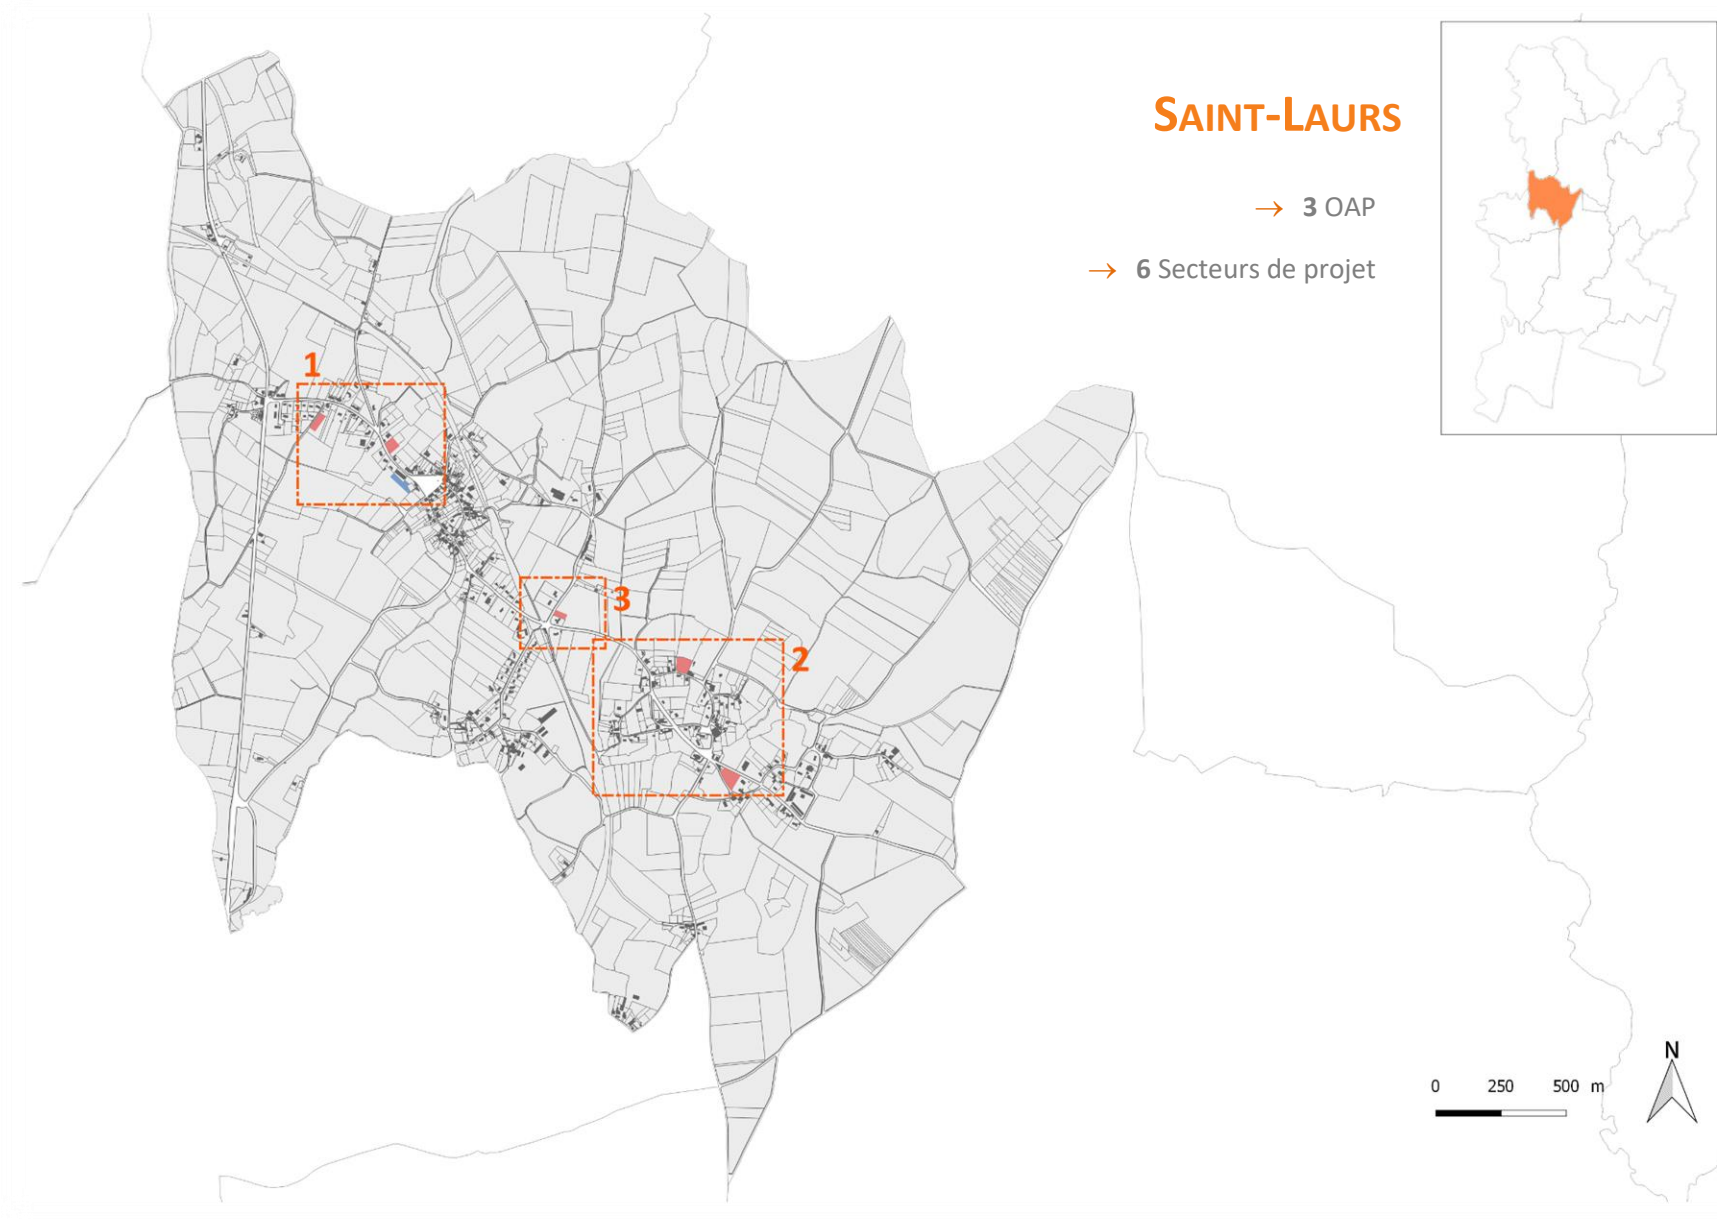 SAINT-LAURS
→ 3 OAP
→ 6 Secteurs de projet
1
3
2
N
0 250 500 m